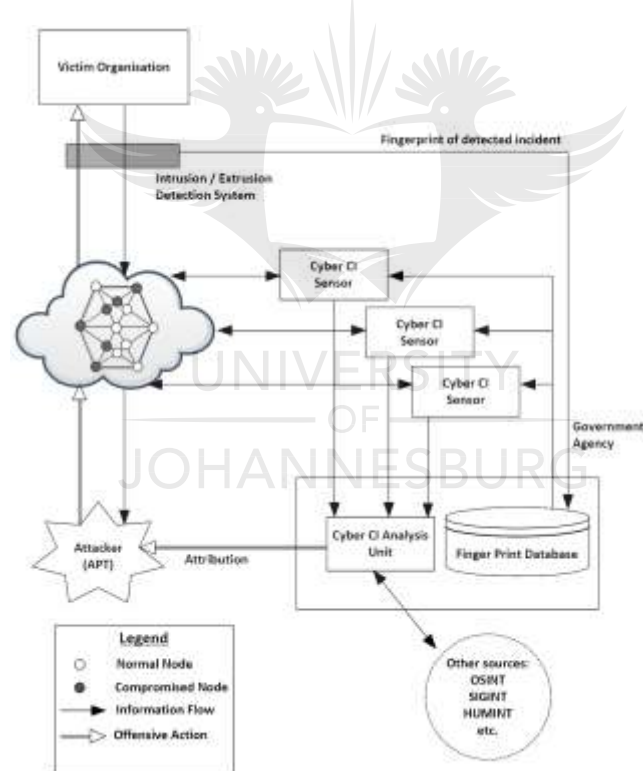 Victim Organisation
Fingerprint of detected incident
Intrusion / Extrusion
Detection System
Cyber CI
Sensor
Cyber CI
Sensor
Cyber CI
Sensor
UNIVERSITY
OF
JOHANNESBURG
Government
Agency
Cyber CI Analysis
Unit
Finger Print Database
Attacker
(APT)
Attribution
Legend
Normal Node
Compromised Node
Information Flow
Offensive Action
Other sources:
OSINT
SIGINT
HUMINT
etc.